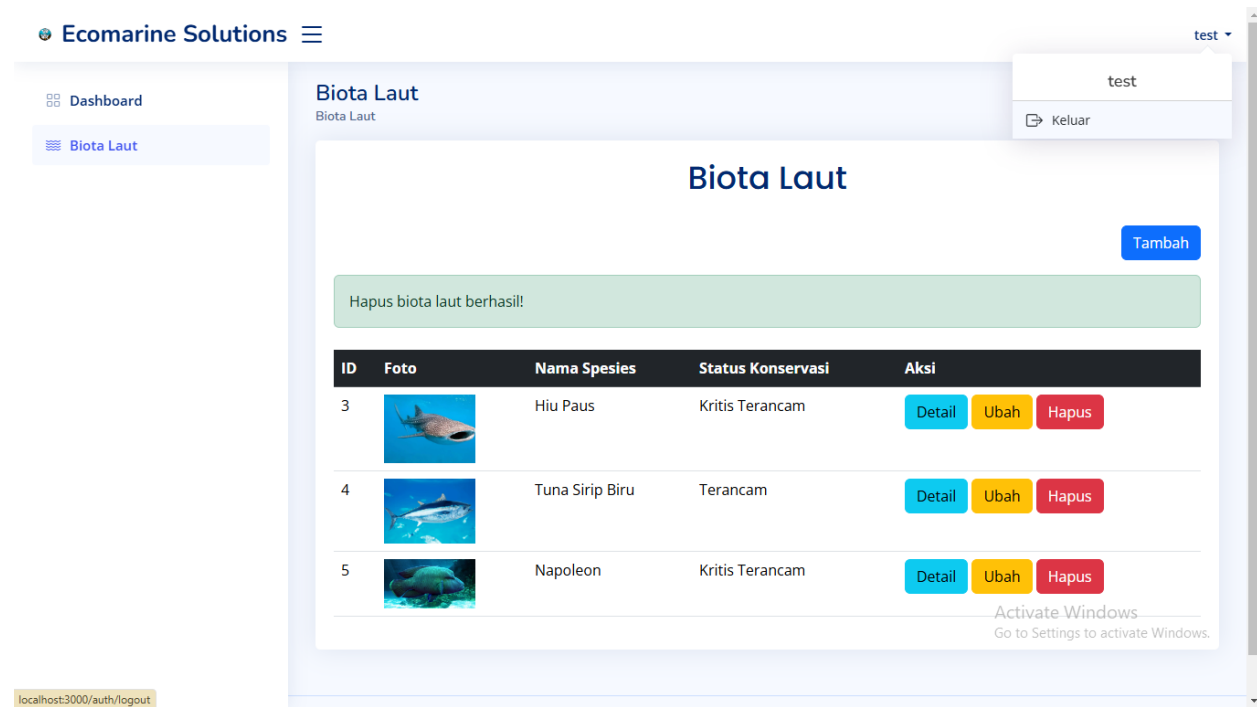 Ecomarine Solutions
test
test
Keluar
Dashboard
Biota Laut
Biota Laut
Biota Laut
Biota Laut
Tambah
Hapus biota laut berhasil!
ID Foto Nama Spesies Status Konservasi Aksi
3 Hiu Paus Kritis Terancam Detail Ubah Hapus
4 Tuna Sirip Biru Terancam Detail Ubah Hapus
5 Napoleon Kritis Terancam Detail Ubah Hapus
Activate Windows
Go to Settings to activate Windows.
localhost:3000/auth/logout